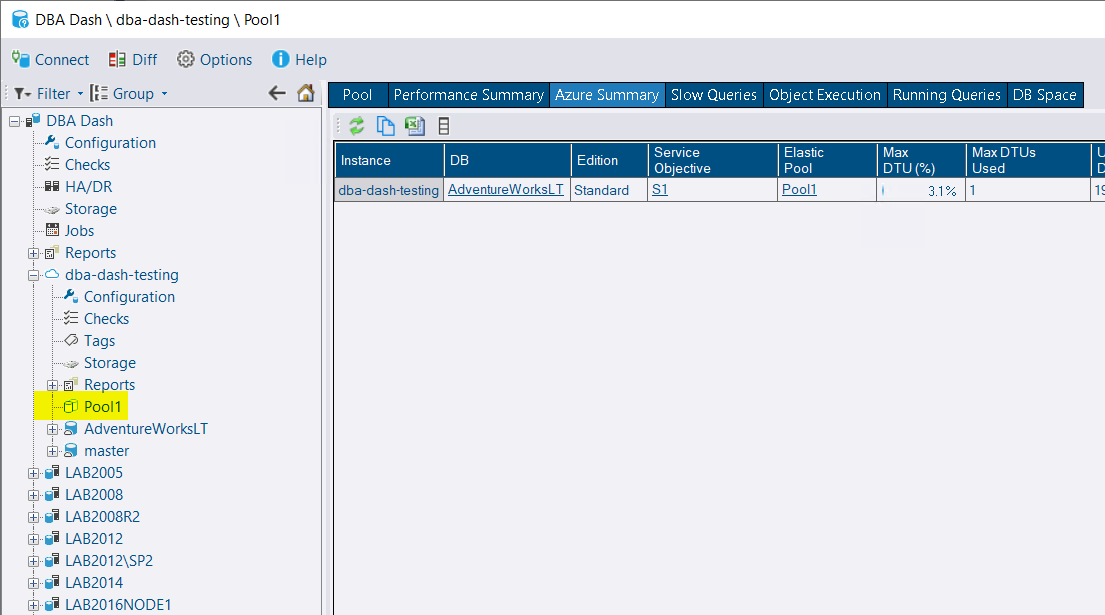 DBA Dash \ dba-dash-testing \ Pool1
Connect Diff Options Help
Filter Group
DBA Dash
Configuration
Checks
HA/DR
Storage
Jobs
Reports
dba-dash-testing
Configuration
Checks
Tags
Storage
Reports
Pool1
AdventureWorksLT
master
LAB2005
LAB2008
LAB2008R2
LAB2012
LAB2012\SP2
LAB2014
LAB2016NODE1
Pool Performance Summary Azure Summary Slow Queries Object Execution Running Queries DB Space
Instance DB Edition Service Objective Elastic Pool Max DTU (%) Max DTUs Used
dba-dash-testing AdventureWorksLT Standard S1 Pool1 3.1% 1